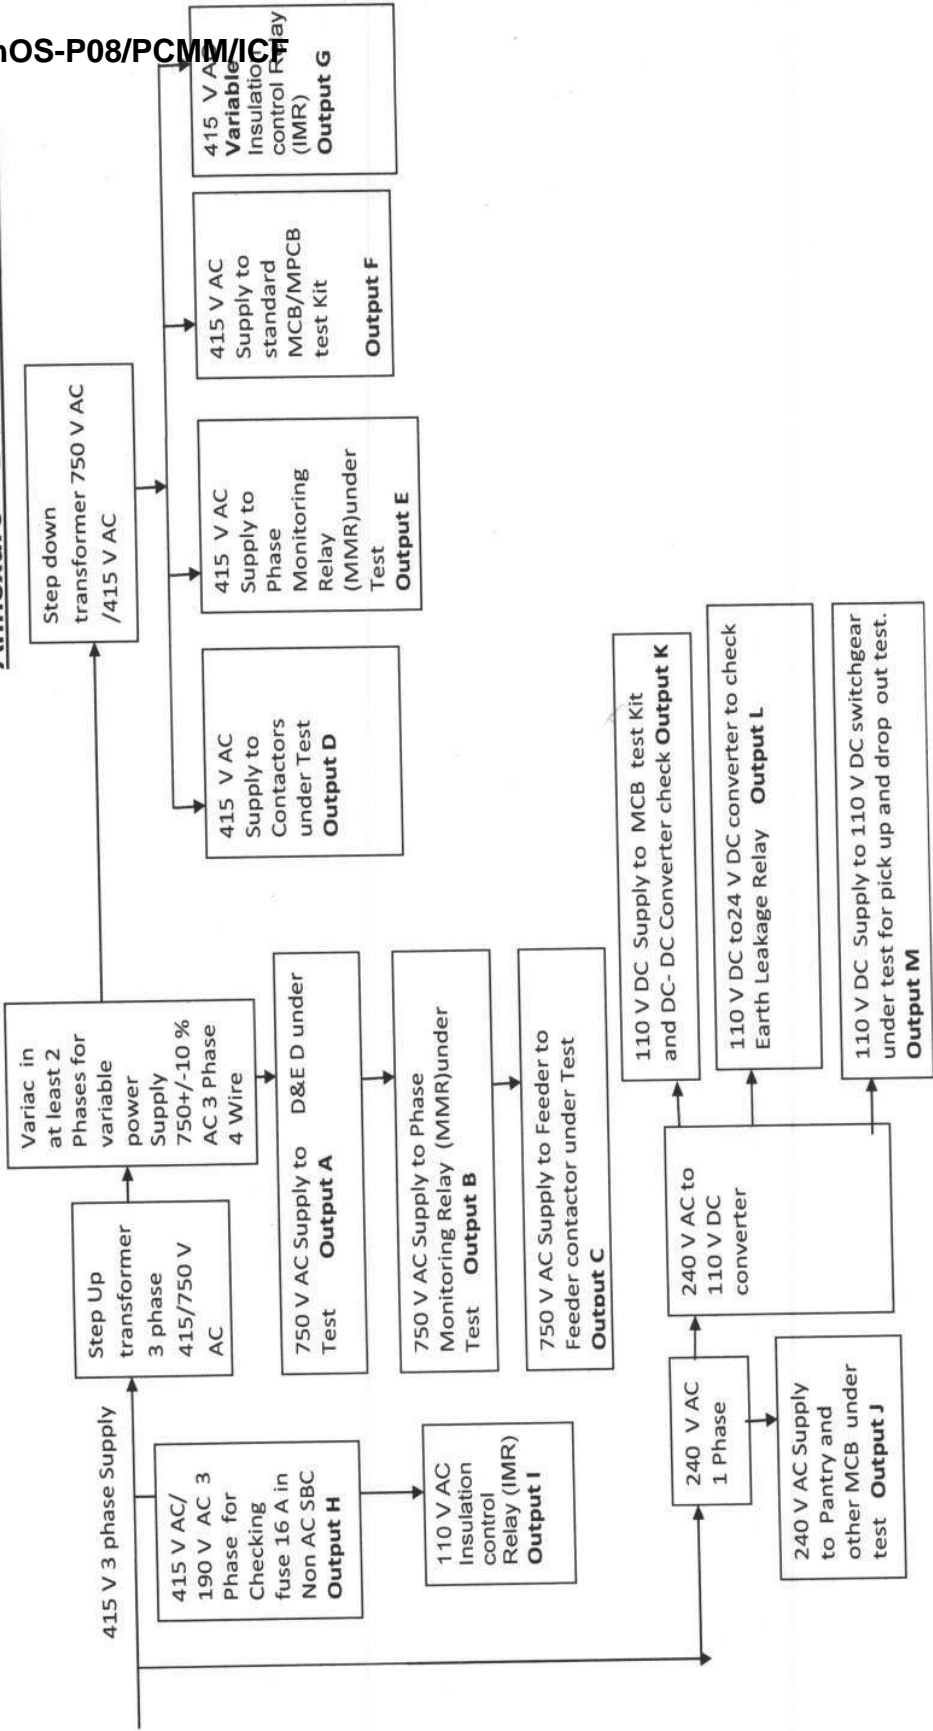 nOS-P08/PCMM/ICF
415 V 3 phase Supply
Step Up
transformer
3 phase
415/750 V
AC
Variac in
at least 2
Phases for
variable
power
Supply
750+/-10 %
AC 3 Phase
4 Wire
Step down
transformer 750 V AC
/415 V AC
415 V AC/
190 V AC 3
Phase for
Checking
fuse 16 A in
Non AC SBC
Output H
110 V AC
Insulation
control
Relay (IMR)
Output I
750 V AC Supply to D&E D under
Test Output A
750 V AC Supply to Phase
Monitoring Relay (MMR)under
Test Output B
750 V AC Supply to Feeder to
Feeder contactor under Test
Output C
415 V AC
Supply to
Contactors
under Test
Output D
415 V AC
Supply to
Phase
Monitoring
Relay
(MMR)under
Test
Output E
415 V AC
Supply to
standard
MCB/MPCB
test Kit
Output F
415 V AC
Variable
Insulation
control Relay
(IMR)
Output G
240 V AC
1 Phase
240 V AC Supply
to Pantry and
other MCB under
test Output J
240 V AC to
110 V DC
converter
110 V DC Supply to MCB test Kit
and DC- DC Converter check Output K
110 V DC to24 V DC converter to check
Earth Leakage Relay Output L
110 V DC Supply to 110 V DC switchgear
under test for pick up and drop out test.
Output M